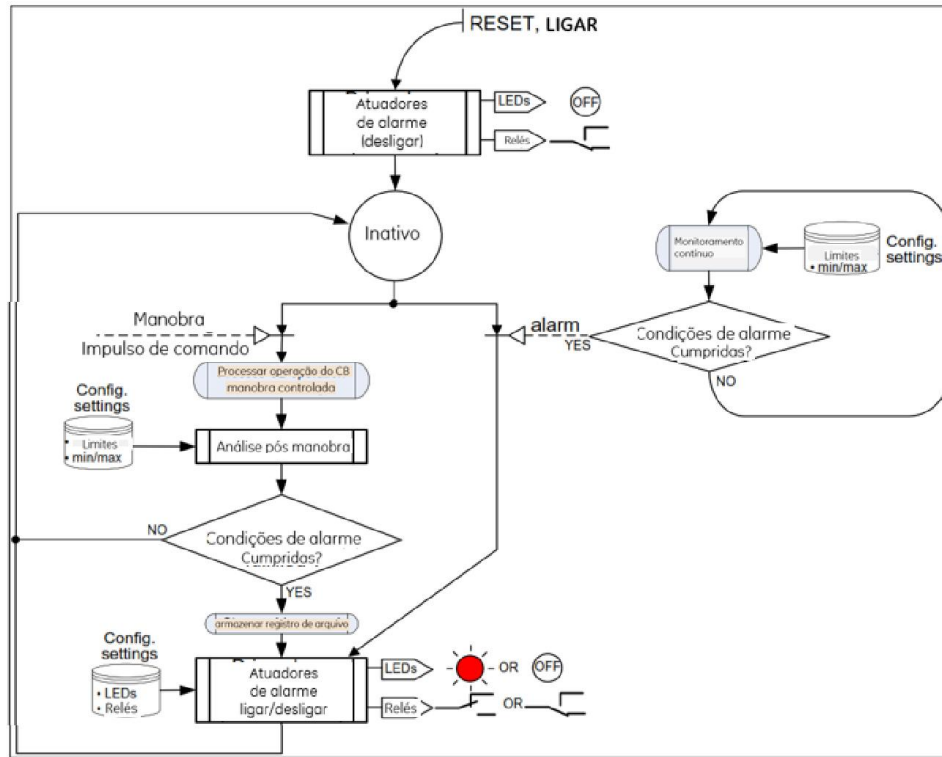 RESET, LIGAR
Atuadores
de alarme
(desligar)
LEDs
OFF
Relés
Inativo
Monitoramento
contínuo
Limites
• min/max
Config.
settings
Manobra
Impulso de comando
alarm
YES
Condições de alarme
Cumpridas?
NO
Processar operação do CB
manobra controlada
Config.
settings
• Limites
• min/max
Análise pós manobra
NO
Condições de alarme
Cumpridas?
YES
armazenar registro de arquivo
Config.
settings
• LEDs
• Relés
Atuadores
de alarme
ligar/desligar
LEDs
OR
OFF
Relés
OR